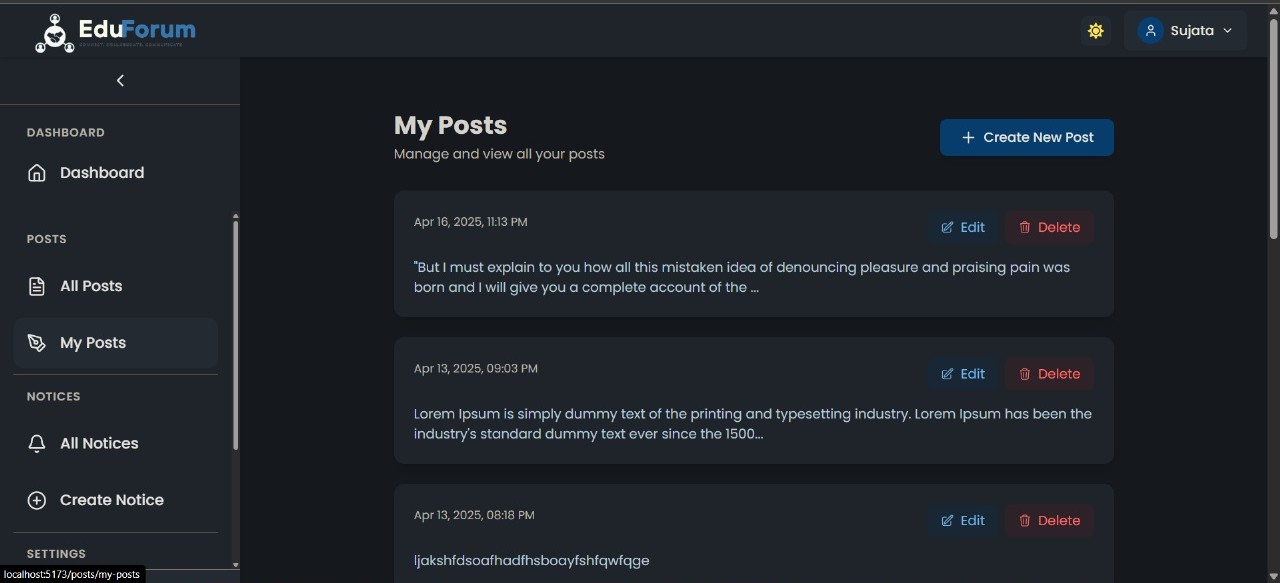 EduForum
CONNECT COLLABORATE COMMUNICATE
Sujata
DASHBOARD
Dashboard
POSTS
All Posts
My Posts
NOTICES
All Notices
Create Notice
SETTINGS
localhost:5173/posts/my-posts
My Posts
Manage and view all your posts
Create New Post
Apr 16, 2025, 11:13 PM
Edit
Delete
"But I must explain to you how all this mistaken idea of denouncing pleasure and praising pain was
born and I will give you a complete account of the ...
Apr 13, 2025, 09:03 PM
Edit
Delete
Lorem Ipsum is simply dummy text of the printing and typesetting industry. Lorem Ipsum has been the
industry's standard dummy text ever since the 1500...
Apr 13, 2025, 08:18 PM
Edit
Delete
ljakshfdsoafhadfhsboayfshfqwfqge